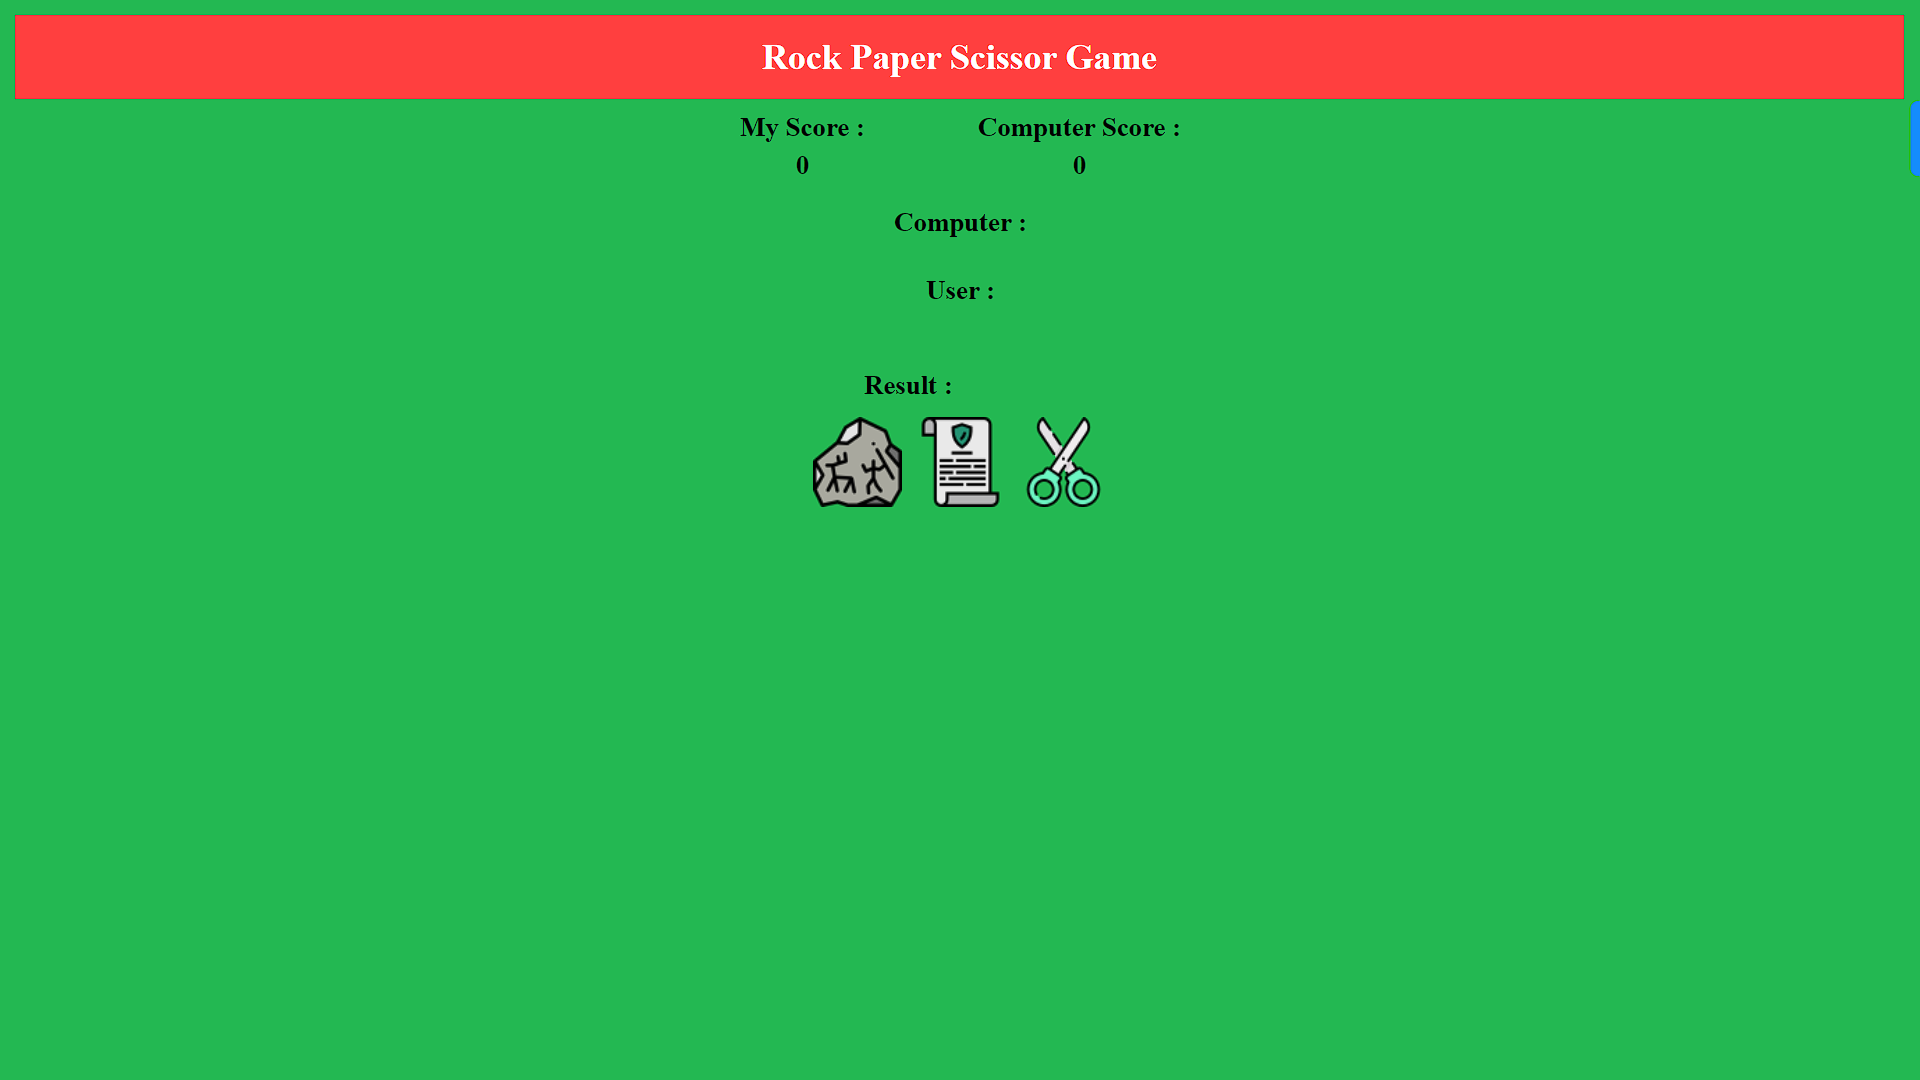 Rock Paper Scissor Game
My Score : Computer Score :
0 0
Computer :
User :
Result :